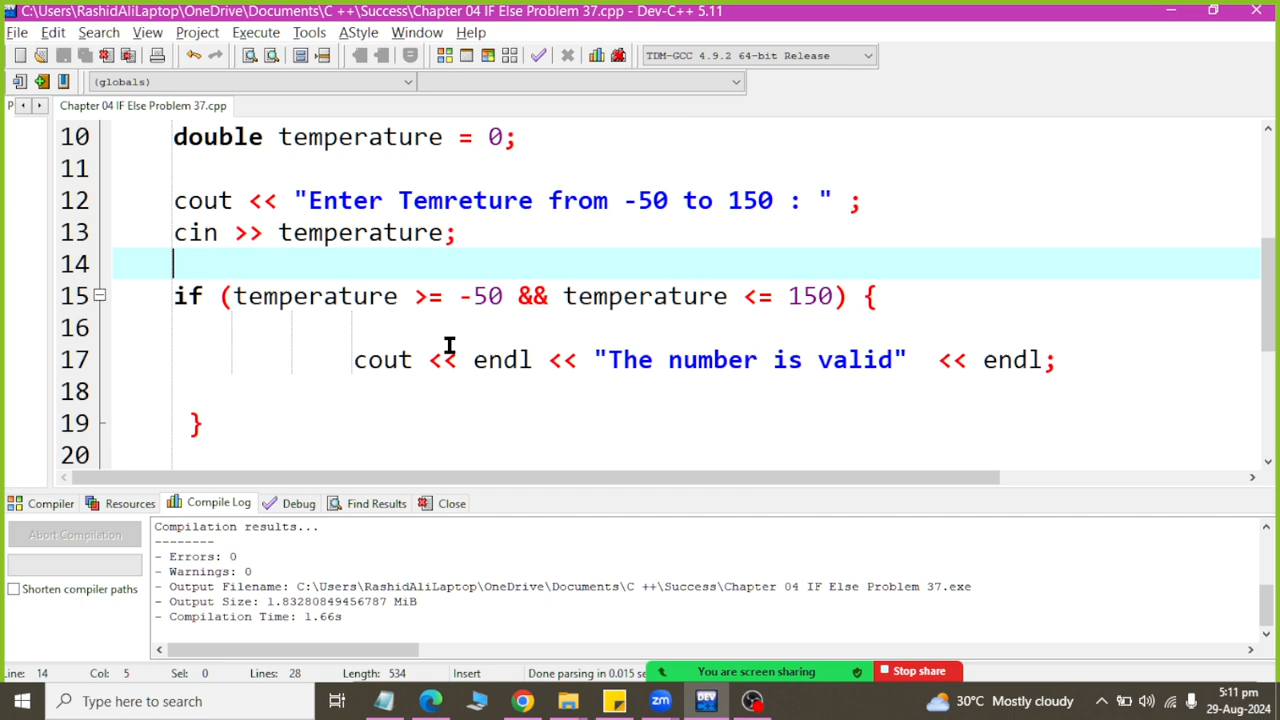 C:\Users\RashidAliLaptop\OneDrive\Documents\C ++\Success\Chapter 04 IF Else Problem 37.cpp - Dev-C++ 5.11
File Edit Search View Project Execute Tools AStyle Window Help
TDM-GCC 4.9.2 64-bit Release
(globals)
P Chapter 04 IF Else Problem 37.cpp
10 double temperature = 0;
11
12 cout << "Enter Temreture from -50 to 150 : " ;
13 cin >> temperature;
14
15 if (temperature >= -50 && temperature <= 150) {
16
17 cout << endl << "The number is valid" << endl;
18
19 }
20
Compiler Resources Compile Log Debug Find Results Close
Abort Compilation
Shorten compiler paths
Compilation results...
--------
- Errors: 0
- Warnings: 0
- Output Filename: C:\Users\RashidAliLaptop\OneDrive\Documents\C ++\Success\Chapter 04 IF Else Problem 37.exe
- Output Size: 1.83280849456787 MiB
- Compilation Time: 1.66s
Line: 14 Col: 5 Sel: 0 Lines: 28 Length: 534 Insert Done parsing in 0.015 se
You are screen sharing Stop share
Type here to search
zm
DEV
30°C Mostly cloudy
5:11 pm
29-Aug-2024